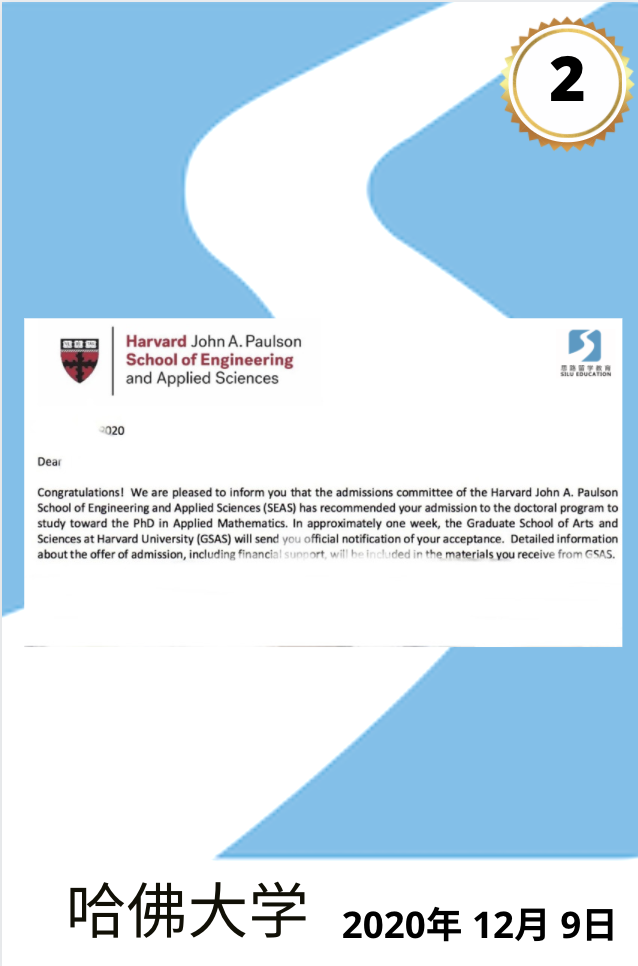 2
Harvard John A. Paulson
School of Engineering
and Applied Sciences
思路留学教育
SILU EDUCATION
2020
Dear
Congratulations! We are pleased to inform you that the admissions committee of the Harvard John A. Paulson
School of Engineering and Applied Sciences (SEAS) has recommended your admission to the doctoral program to
study toward the PhD in Applied Mathematics. In approximately one week, the Graduate School of Arts and
Sciences at Harvard University (GSAS) will send you official notification of your acceptance. Detailed information
about the offer of admission, including financial support, will be included in the materials you receive from GSAS.
哈佛大学
2020年 12月 9日